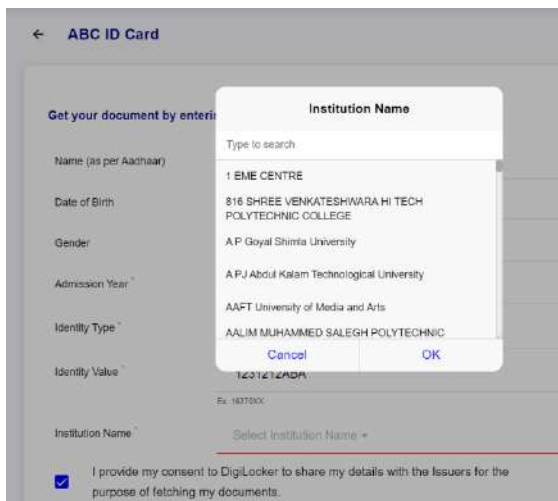 ← ABC ID Card
Get your document by enteri
Institution Name
Type to search
Name (as per Aadhaar)
1 EME CENTRE
Date of Birth
816 SHREE VENKATESHWARA HI TECH
POLYTECHNIC COLLEGE
Gender
A P Goyal Shimla University
Admission Year *
A PJ Abdul Kalam Technological University
AAFT University of Media and Arts
Identity Type *
AALIM MUHAMMED SALEGH POLYTECHNIC
Cancel OK
Identity Value *
1231212ABA
Ex. 16370XX
Institution Name *
Select Institution Name
I provide my consent to DigiLocker to share my details with the Issuers for the
purpose of fetching my documents.